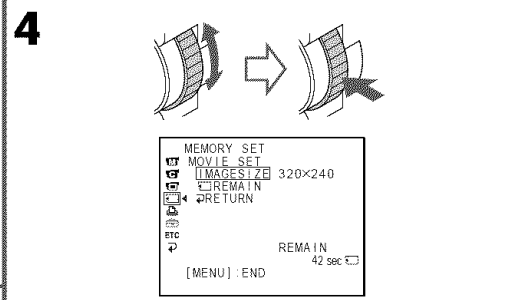 4
MEMORY SET
MOVIE SET
IMAGESIZE 320×240
REMAIN
RETURN
ETC
REMAIN
42 sec
[MENU] : END